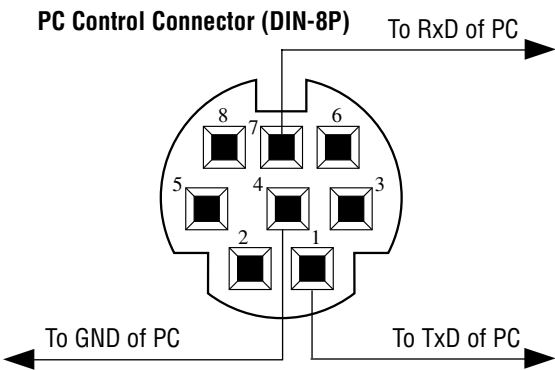 PC Control Connector (DIN-8P)
To RxD of PC
8 7 6
5 4 3
2 1
To GND of PC
To TxD of PC